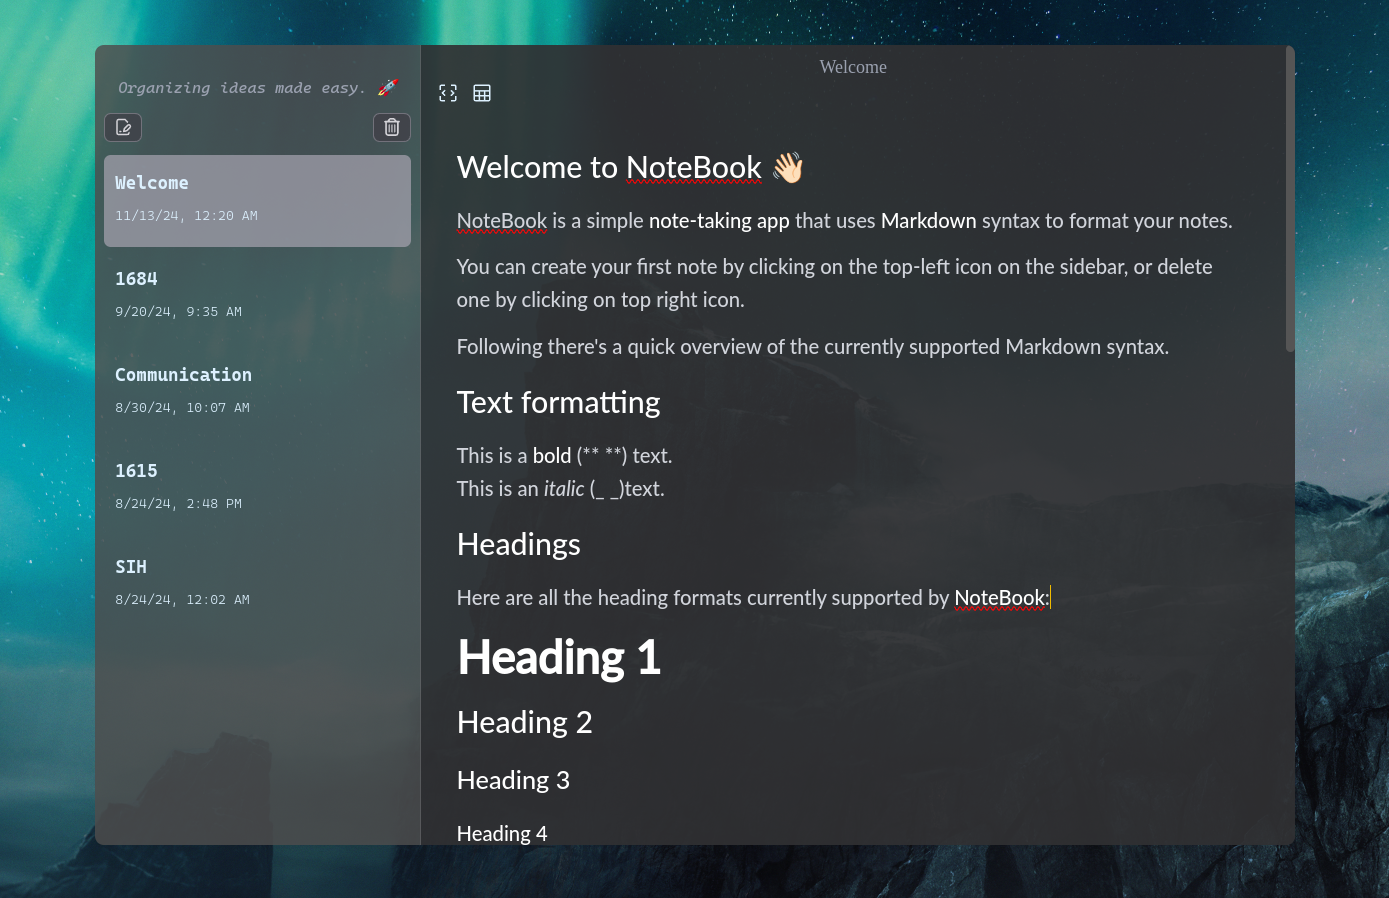 Organizing ideas made easy. 🚀
Welcome
11/13/24, 12:20 AM
1684
9/20/24, 9:35 AM
Communication
8/30/24, 10:07 AM
1615
8/24/24, 2:48 PM
SIH
8/24/24, 12:02 AM
Welcome
Welcome to NoteBook 👋🏻
NoteBook is a simple note-taking app that uses Markdown syntax to format your notes.
You can create your first note by clicking on the top-left icon on the sidebar, or delete
one by clicking on top right icon.
Following there's a quick overview of the currently supported Markdown syntax.
Text formatting
This is a bold (** **) text.
This is an italic (_ _)text.
Headings
Here are all the heading formats currently supported by NoteBook:
Heading 1
Heading 2
Heading 3
Heading 4